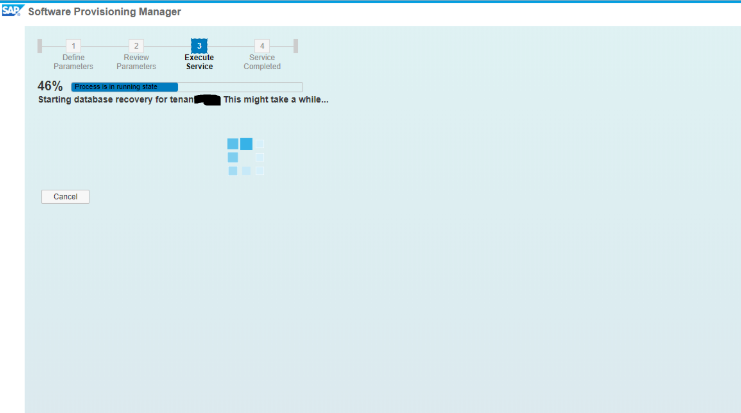 SAP Software Provisioning Manager
1 2 3 4
Define Parameters
Review Parameters
Execute Service
Service Completed
46% Process is in running state
Starting database recovery for tenan This might take a while...
Cancel